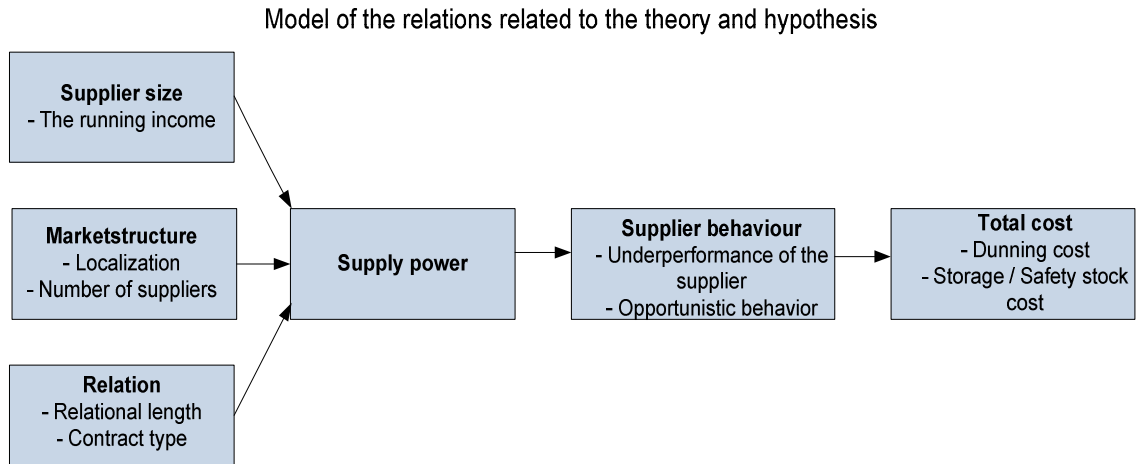 Model of the relations related to the theory and hypothesis
Supplier size
- The running income
Marketstructure
- Localization
- Number of suppliers
Relation
- Relational length
- Contract type
Supply power
Supplier behaviour
- Underperformance of the
supplier
- Opportunistic behavior
Total cost
- Dunning cost
- Storage / Safety stock
cost